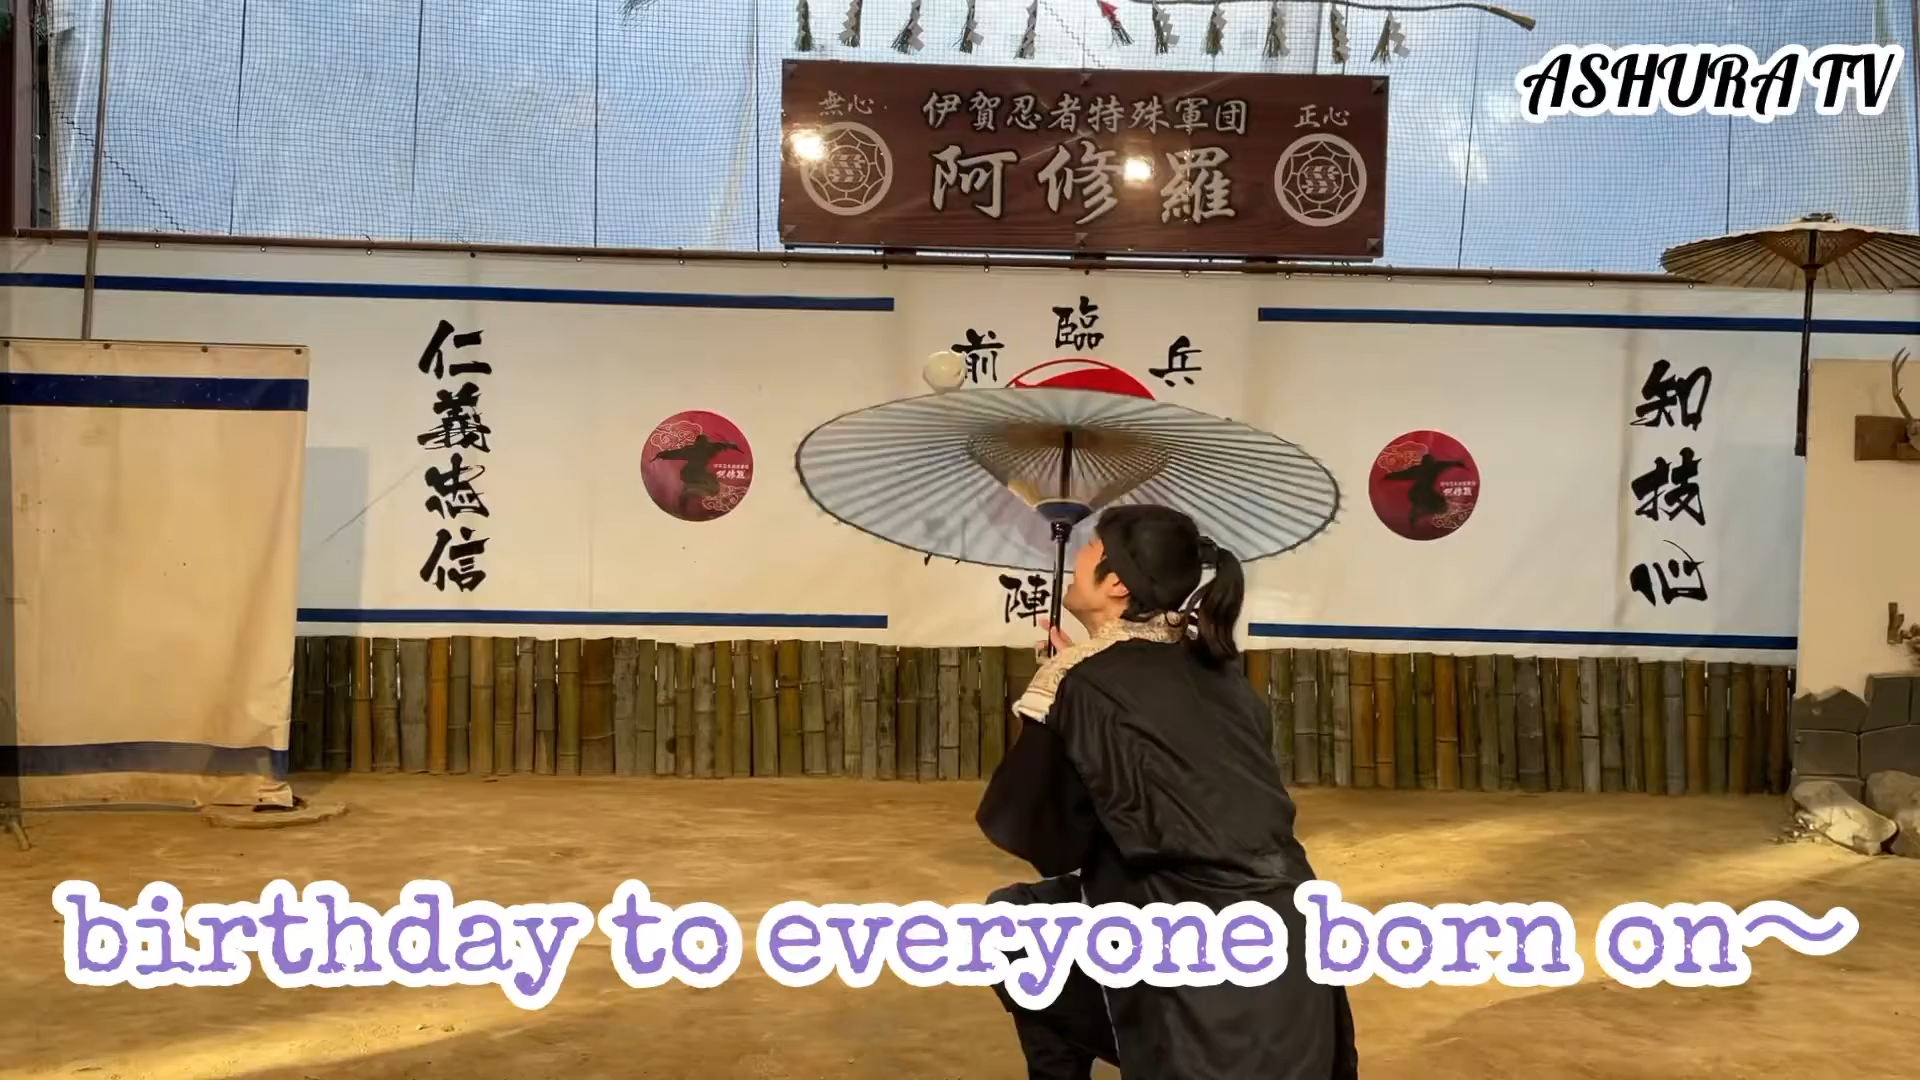 ASHURA TV
無心
伊賀忍者特殊軍団
正心
阿修羅
仁義忠信
臨
兵
前
陣
知技心
birthday to everyone born on～